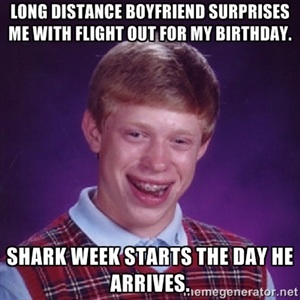 LONG DISTANCE BOYFRIEND SURPRISES
ME WITH FLIGHT OUT FOR MY BIRTHDAY.
SHARK WEEK STARTS THE DAY HE
ARRIVES.
memegenerator.net